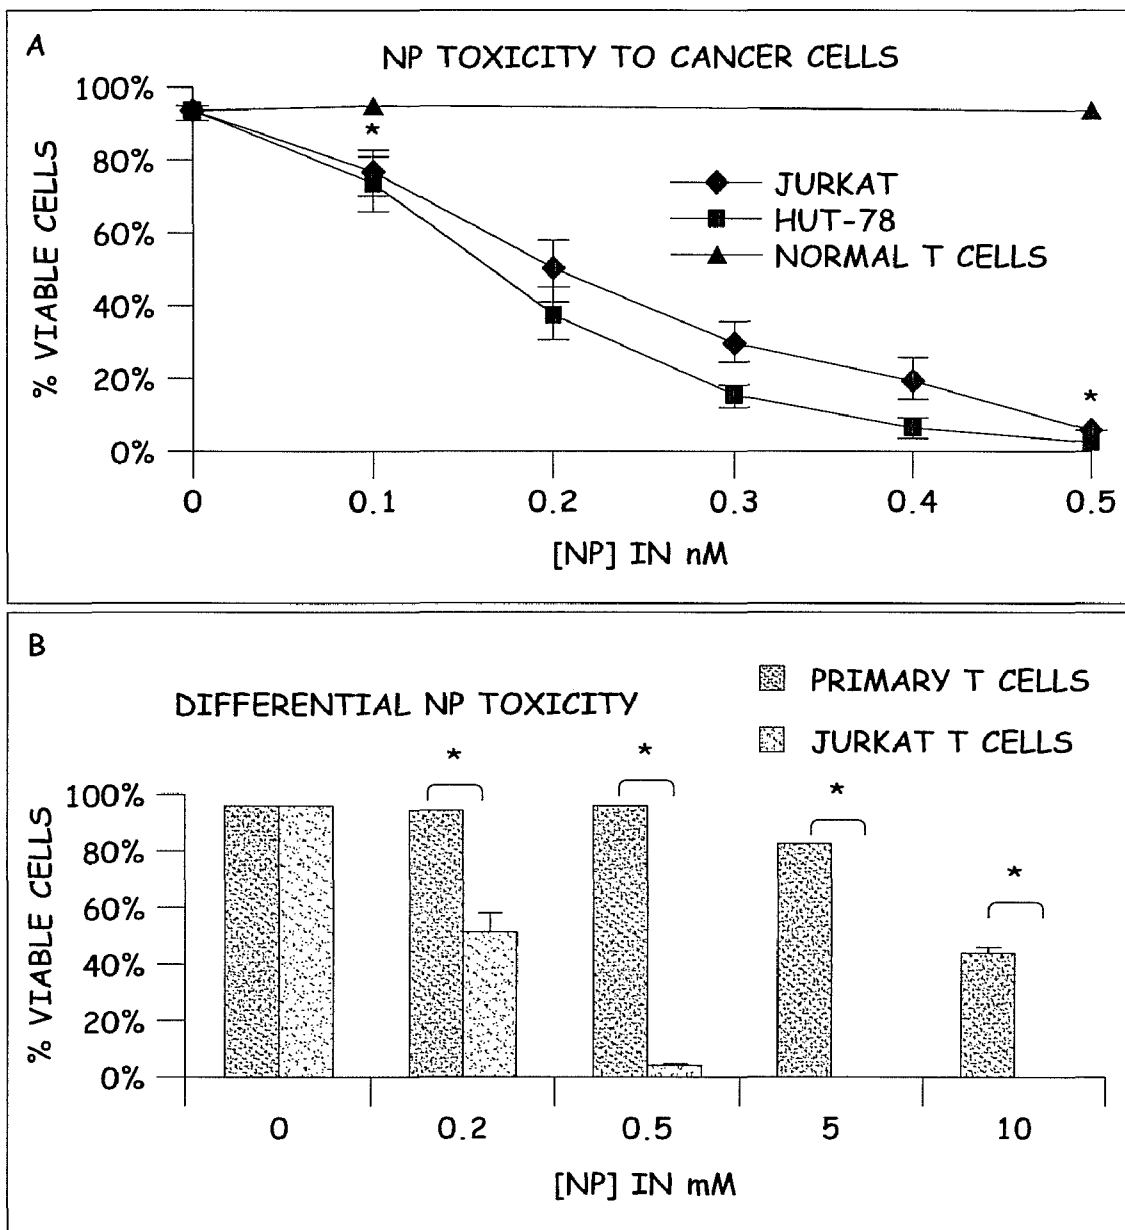 A
NP TOXICITY TO CANCER CELLS
100%
80%
60%
40%
20%
0%
% VIABLE CELLS
*
*
JURKAT
HUT-78
NORMAL T CELLS
0 0.1 0.2 0.3 0.4 0.5
[NP] IN nM
B
PRIMARY T CELLS
JURKAT T CELLS
DIFFERENTIAL NP TOXICITY
* * * *
100%
80%
60%
40%
20%
0%
% VIABLE CELLS
0 0.2 0.5 5 10
[NP] IN mM